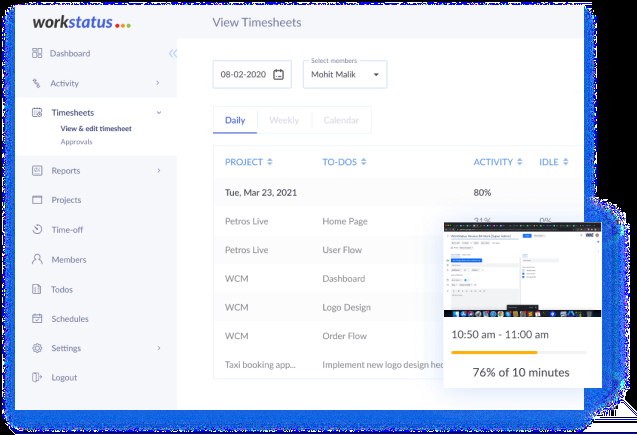 workstatus
View Timesheets
Dashboard
Activity
Timesheets
View & edit timesheet
Approvals
Reports
Projects
Time-off
Members
Todos
Schedules
Settings
Logout
08-02-2020
Select members
Mohit Malik
Daily Weekly Calendar
PROJECT TO-DOS ACTIVITY IDLE
Tue, Mar 23, 2021 80%
Petros Live Home Page 21% 0%
Petros Live User Flow
WCM Dashboard
WCM Logo Design
WCM Order Flow
Taxi booking app... Implement new logo design
10:50 am - 11:00 am
76% of 10 minutes